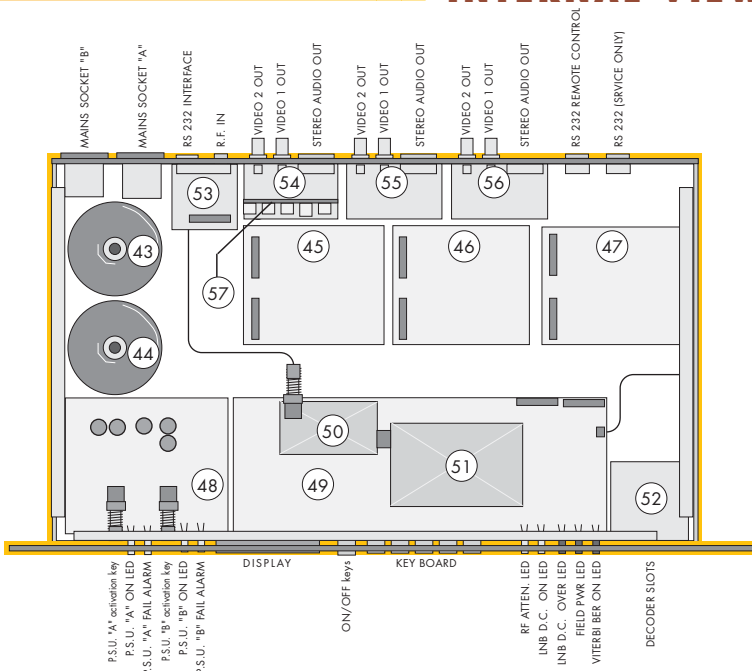 MAINS SOCKET "B"
MAINS SOCKET "A"
RS 232 INTERFACE
R.F. IN
VIDEO 2 OUT
VIDEO 1 OUT
STEREO AUDIO OUT
VIDEO 2 OUT
VIDEO 1 OUT
STEREO AUDIO OUT
VIDEO 2 OUT
VIDEO 1 OUT
STEREO AUDIO OUT
RS 232 REMOTE CONTROL
RS 232 (SRVICE ONLY)
53
54
55
56
43
45
46
47
57
44
50
51
48
49
52
DISPLAY
KEY BOARD
P.S.U. "A" activation key
P.S.U. "A" ON LED
P.S.U. "A" FAIL ALARM
P.S.U. "B" activation key
P.S.U. "B" ON LED
P.S.U. "B" FAIL ALARM
ON/OFF keys
RF ATTEN. LED
LNB D.C. ON LED
LNB D.C. OVER LED
FIELD PWR LED
VITERBI BER ON LED
DECODER SLOTS